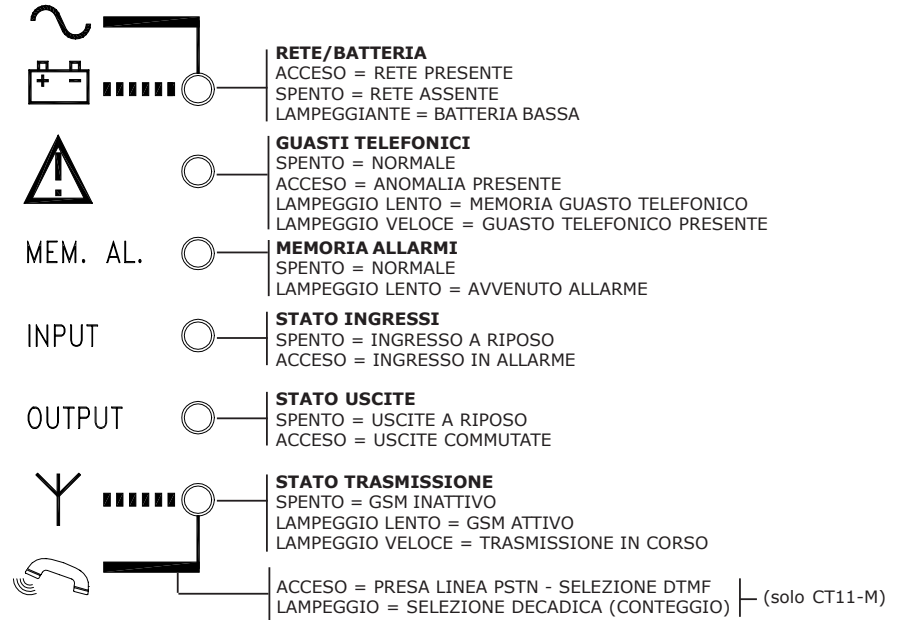 RETE/BATTERIA
ACCESO = RETE PRESENTE
SPENTO = RETE ASSENTE
LAMPEGGIANTE = BATTERIA BASSA
GUASTI TELEFONICI
SPENTO = NORMALE
ACCESO = ANOMALIA PRESENTE
LAMPEGGIO LENTO = MEMORIA GUASTO TELEFONICO
LAMPEGGIO VELOCE = GUASTO TELEFONICO PRESENTE
MEM. AL.
MEMORIA ALLARMI
SPENTO = NORMALE
LAMPEGGIO LENTO = AVVENUTO ALLARME
INPUT
STATO INGRESSI
SPENTO = INGRESSO A RIPOSO
ACCESO = INGRESSO IN ALLARME
OUTPUT
STATO USCITE
SPENTO = USCITE A RIPOSO
ACCESO = USCITE COMMUTATE
STATO TRASMISSIONE
SPENTO = GSM INATTIVO
LAMPEGGIO LENTO = GSM ATTIVO
LAMPEGGIO VELOCE = TRASMISSIONE IN CORSO
ACCESO = PRESA LINEA PSTN - SELEZIONE DTMF
LAMPEGGIO = SELEZIONE DECADICA (CONTEGGIO)
(solo CT11-M)